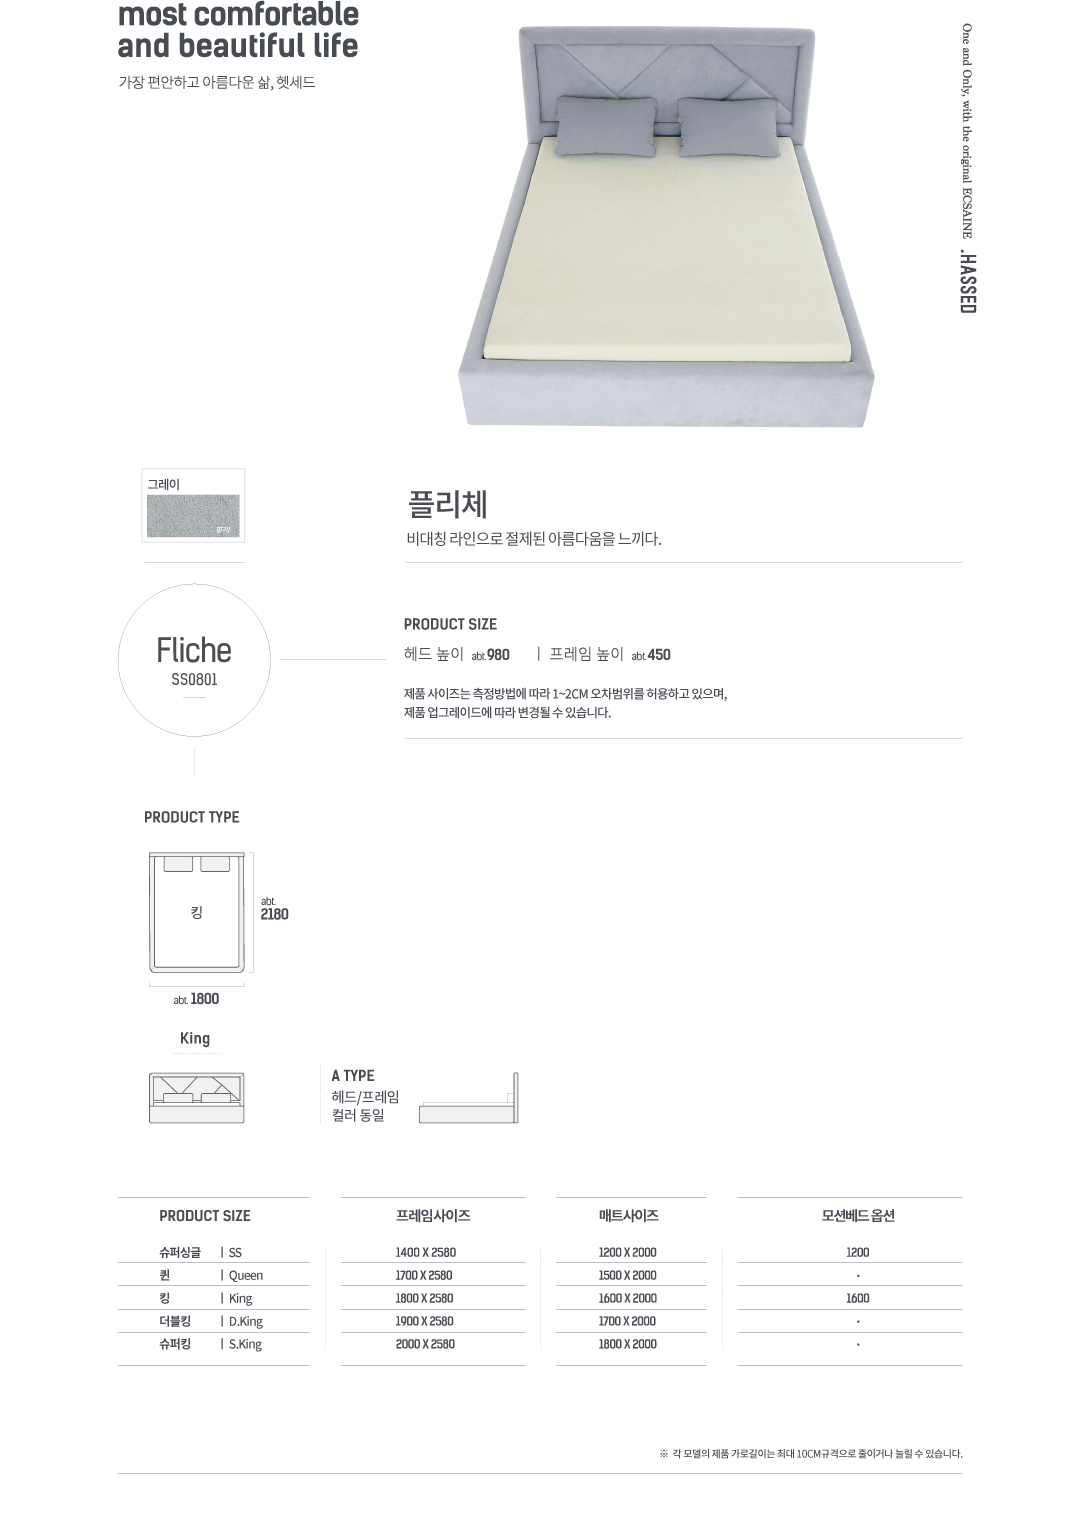 most comfortable
and beautiful life
가장 편안하고 아름다운 삶, 헷세드
One and Only, with the original ECSAINE .HASSED
그레이
gray
플리체
비대칭 라인으로 절제된 아름다움을 느끼다.
Fliche
SS0801
PRODUCT SIZE
헤드 높이 abt.980 | 프레임 높이 abt.450
제품 사이즈는 측정방법에 따라 1~2CM 오차범위를 허용하고 있으며,
제품 업그레이드에 따라 변경될 수 있습니다.
PRODUCT TYPE
킹
abt.
2180
abt. 1800
King
A TYPE
헤드/프레임
컬러 동일
PRODUCT SIZE 프레임사이즈 매트사이즈 모션베드 옵션
슈퍼싱글 | SS 1400 X 2580 1200 X 2000 1200
퀸 | Queen 1700 X 2580 1500 X 2000 •
킹 | King 1800 X 2580 1600 X 2000 1600
더블킹 | D.King 1900 X 2580 1700 X 2000 •
슈퍼킹 | S.King 2000 X 2580 1800 X 2000 •
※ 각 모델의 제품 가로길이는 최대 10CM규격으로 줄이거나 늘릴 수 있습니다.